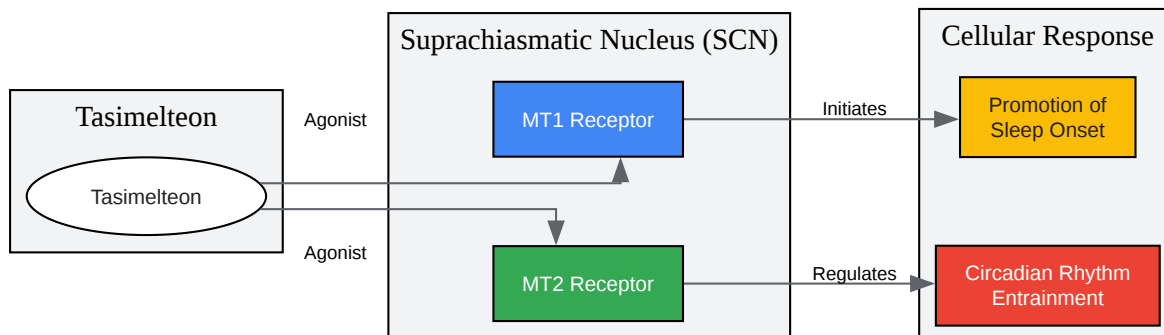 Tasimelteon
Tasimelteon
Agonist
Agonist
Suprachiasmatic Nucleus (SCN)
MT1 Receptor
MT2 Receptor
Initiates
Regulates
Cellular Response
Promotion of
Sleep Onset
Circadian Rhythm
Entrainment